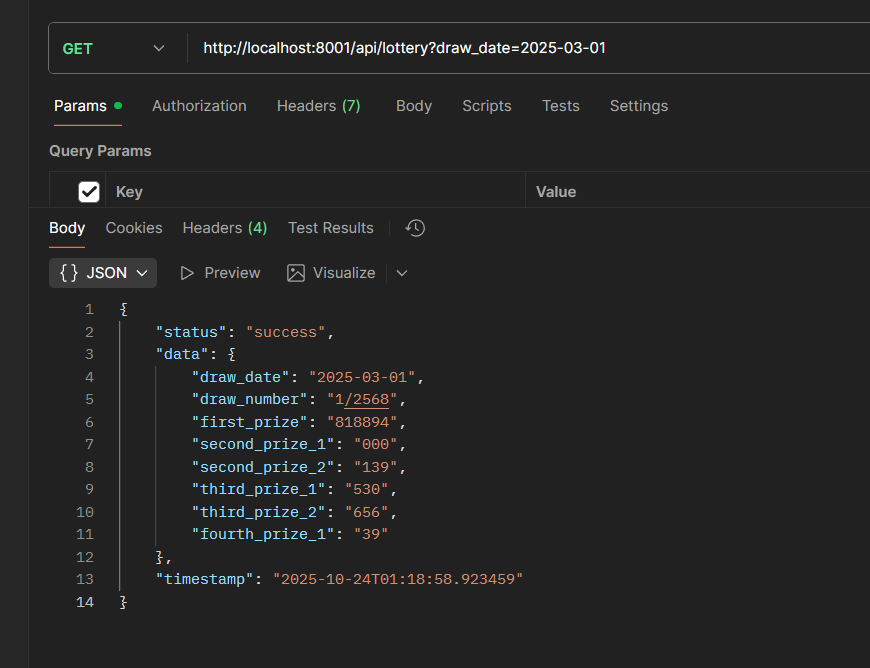 GET http://localhost:8001/api/lottery?draw_date=2025-03-01
Params Authorization Headers (7) Body Scripts Tests Settings
Query Params
Key Value
Body Cookies Headers (4) Test Results
{} JSON Preview Visualize
1 {
2 "status": "success",
3 "data": {
4 "draw_date": "2025-03-01",
5 "draw_number": "1/2568",
6 "first_prize": "818894",
7 "second_prize_1": "000",
8 "second_prize_2": "139",
9 "third_prize_1": "530",
10 "third_prize_2": "656",
11 "fourth_prize_1": "39"
12 },
13 "timestamp": "2025-10-24T01:18:58.923459"
14 }